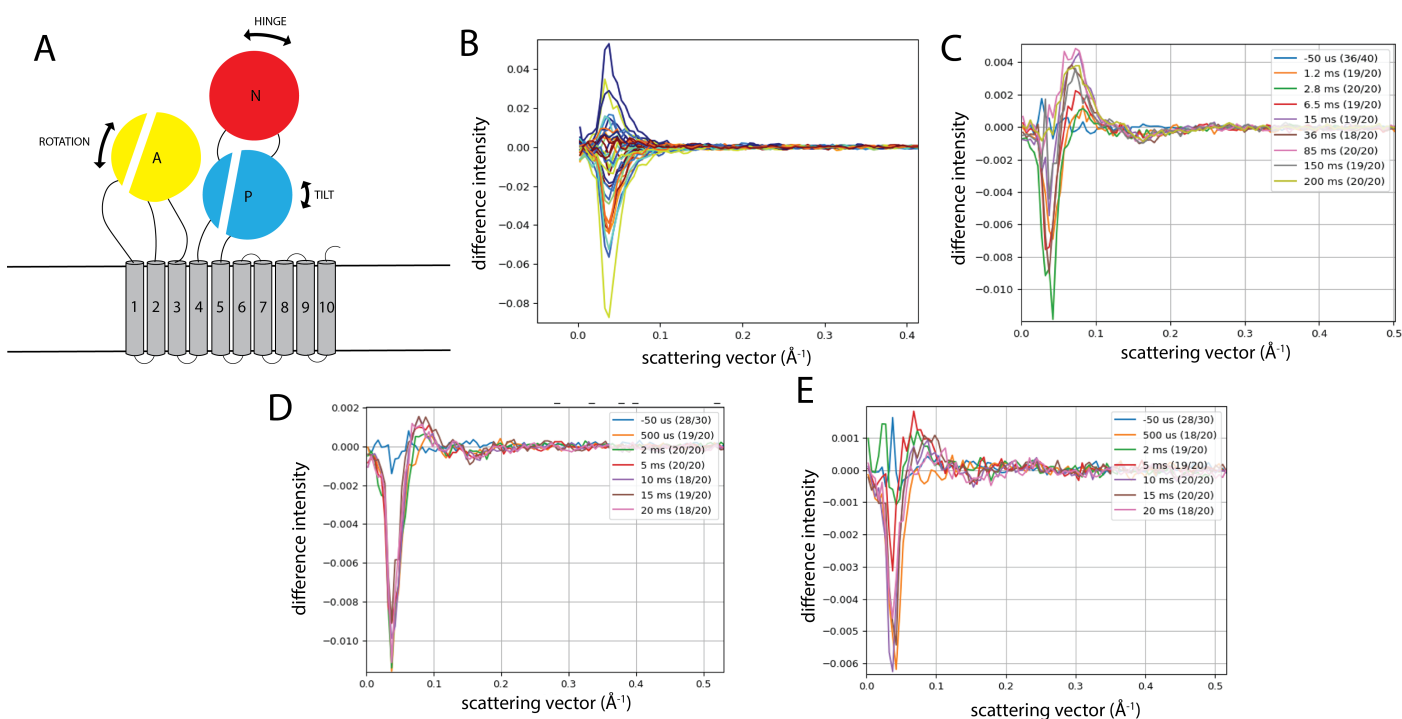 A
HINGE
N
ROTATION
A
P
TILT
1 2 3 4 5 6 7 8 9 10
B
difference intensity
0.04
0.02
0.00
−0.02
−0.04
−0.06
−0.08
0.0 0.1 0.2 0.3 0.4
scattering vector (Å-1)
C
difference intensity
0.004
0.002
0.000
−0.002
−0.004
−0.006
−0.008
−0.010
-50 us (36/40)
1.2 ms (19/20)
2.8 ms (20/20)
6.5 ms (19/20)
15 ms (19/20)
36 ms (18/20)
85 ms (20/20)
150 ms (19/20)
200 ms (20/20)
0.0 0.1 0.2 0.3 0.4 0.5
scattering vector (Å-1)
D
difference intensity
0.002
0.000
−0.002
−0.004
−0.006
−0.008
−0.010
-50 us (28/30)
500 us (19/20)
2 ms (20/20)
5 ms (20/20)
10 ms (18/20)
15 ms (19/20)
20 ms (18/20)
0.0 0.1 0.2 0.3 0.4 0.5
scattering vector (Å-1)
E
difference intensity
0.001
0.000
−0.001
−0.002
−0.003
−0.004
−0.005
−0.006
-50 us (28/30)
500 us (18/20)
2 ms (19/20)
5 ms (19/20)
10 ms (20/20)
15 ms (20/20)
20 ms (18/20)
0.0 0.1 0.2 0.3 0.4 0.5
scattering vector (Å-1)